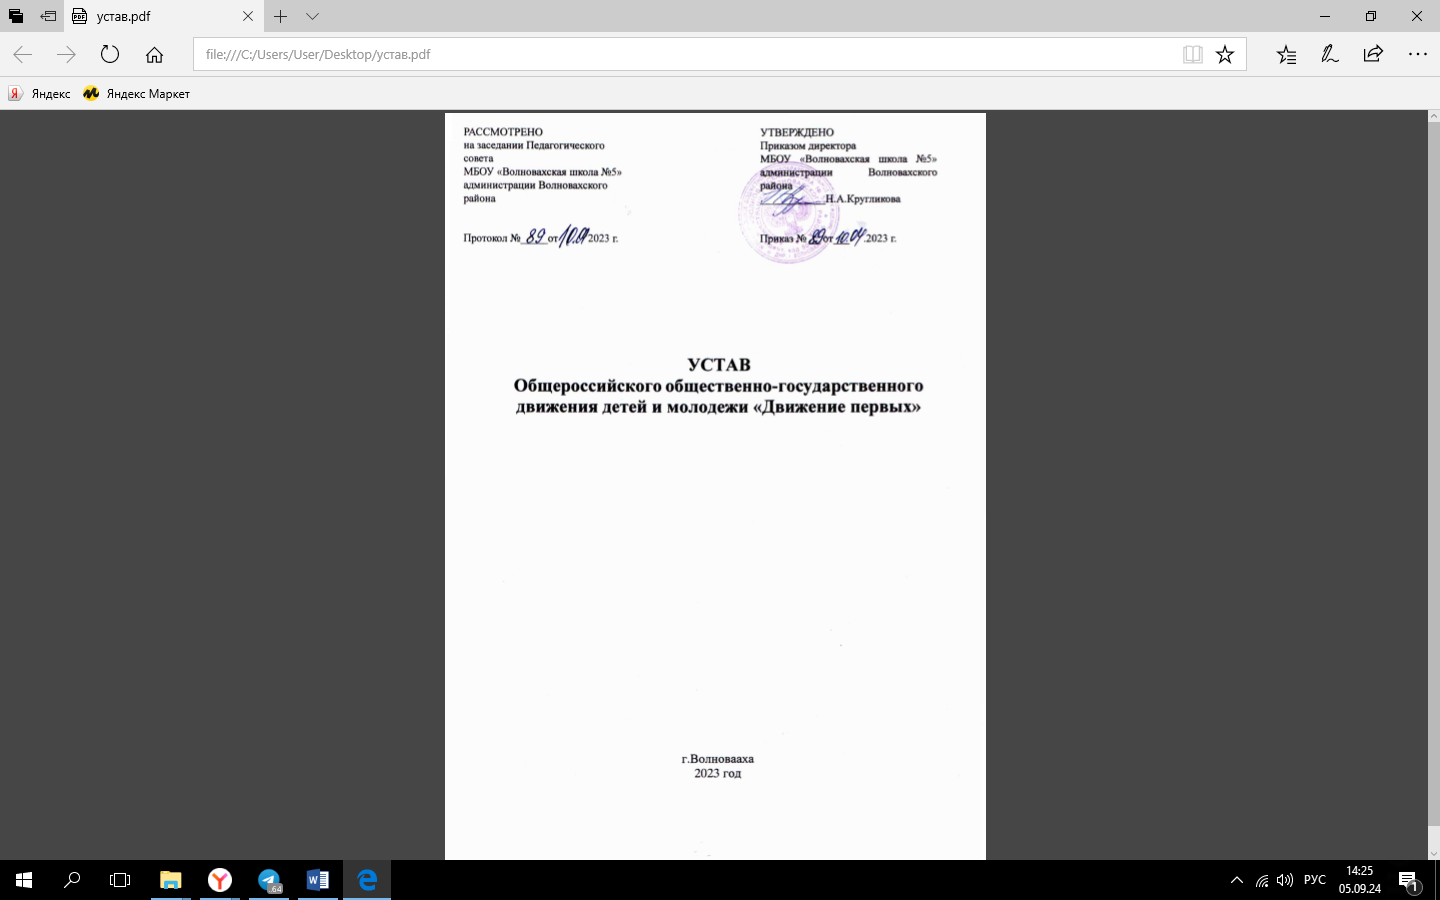 устав.pdf
file:///C:/Users/User/Desktop/устав.pdf
Яндекс
Яндекс Маркет
РАССМОТРЕНО
на заседании Педагогического
совета
МБОУ «Волновахская школа №5»
администрации Волновахского
района
Протокол № 89 от 10.04 2023 г.
УТВЕРЖДЕНО
Приказом директора
МБОУ «Волновахская школа №5»
администрации Волновахского
района
Н.А.Кругликова
Приказ № 89 от 10.04.2023 г.
УСТАВ
Общероссийского общественно-государственного
движения детей и молодежи «Движение первых»
г.Волновааха
2023 год
.64
РУС
14:25
05.09.24
1